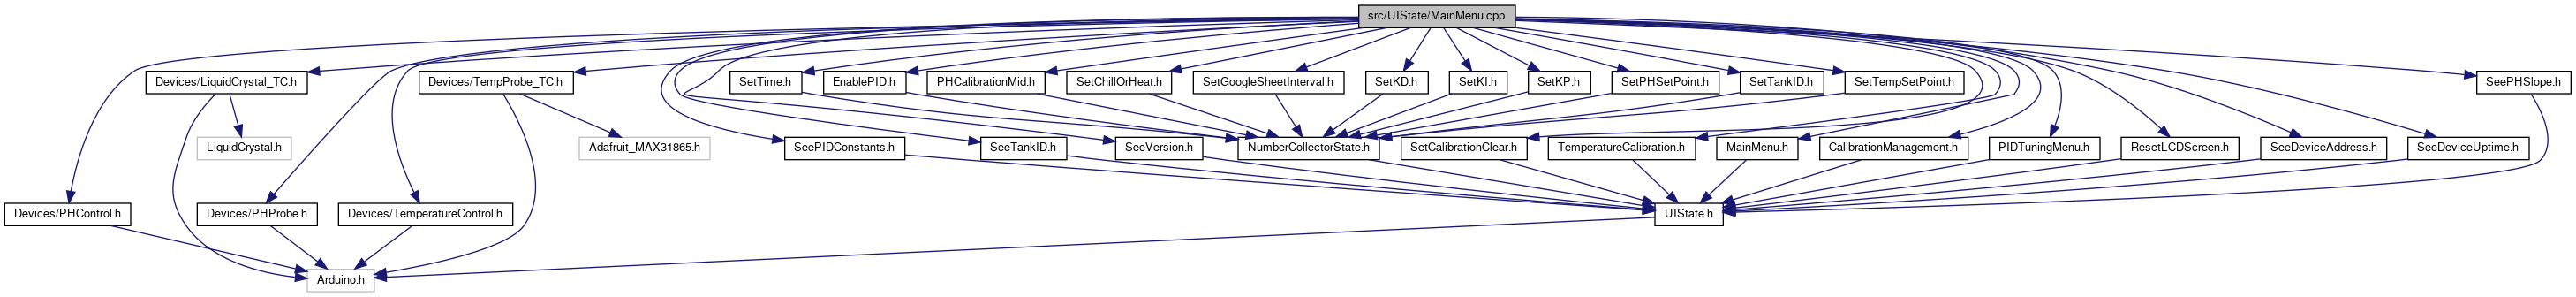 src/UIState/MainMenu.cpp
Devices/LiquidCrystal_TC.h
Devices/TempProbe_TC.h
SetTime.h
EnablePID.h
PHCalibrationMid.h
SetChillOrHeat.h
SetGoogleSheetInterval.h
SetKD.h
SetKI.h
SetKP.h
SetPHSetPoint.h
SetTankID.h
SetTempSetPoint.h
SeePHSlope.h
LiquidCrystal.h
Adafruit_MAX31865.h
SeePIDConstants.h
SeeTankID.h
SeeVersion.h
NumberCollectorState.h
SetCalibrationClear.h
TemperatureCalibration.h
MainMenu.h
CalibrationManagement.h
PIDTuningMenu.h
ResetLCDScreen.h
SeeDeviceAddress.h
SeeDeviceUptime.h
Devices/PHControl.h
Devices/PHProbe.h
Devices/TemperatureControl.h
UIState.h
Arduino.h